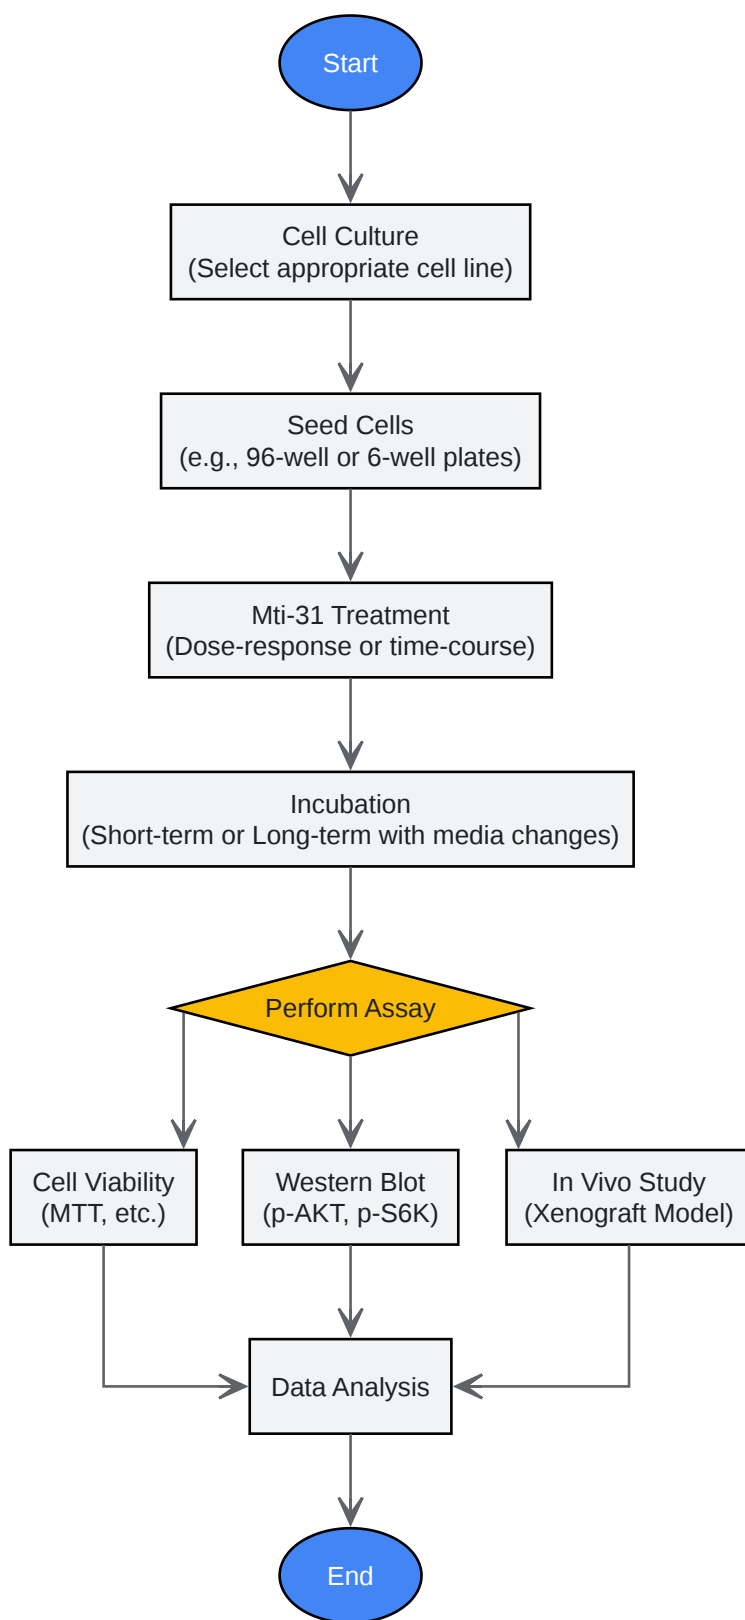 Start
Cell Culture
(Select appropriate cell line)
Seed Cells
(e.g., 96-well or 6-well plates)
Mti-31 Treatment
(Dose-response or time-course)
Incubation
(Short-term or Long-term with media changes)
Perform Assay
Cell Viability
(MTT, etc.)
Western Blot
(p-AKT, p-S6K)
In Vivo Study
(Xenograft Model)
Data Analysis
End